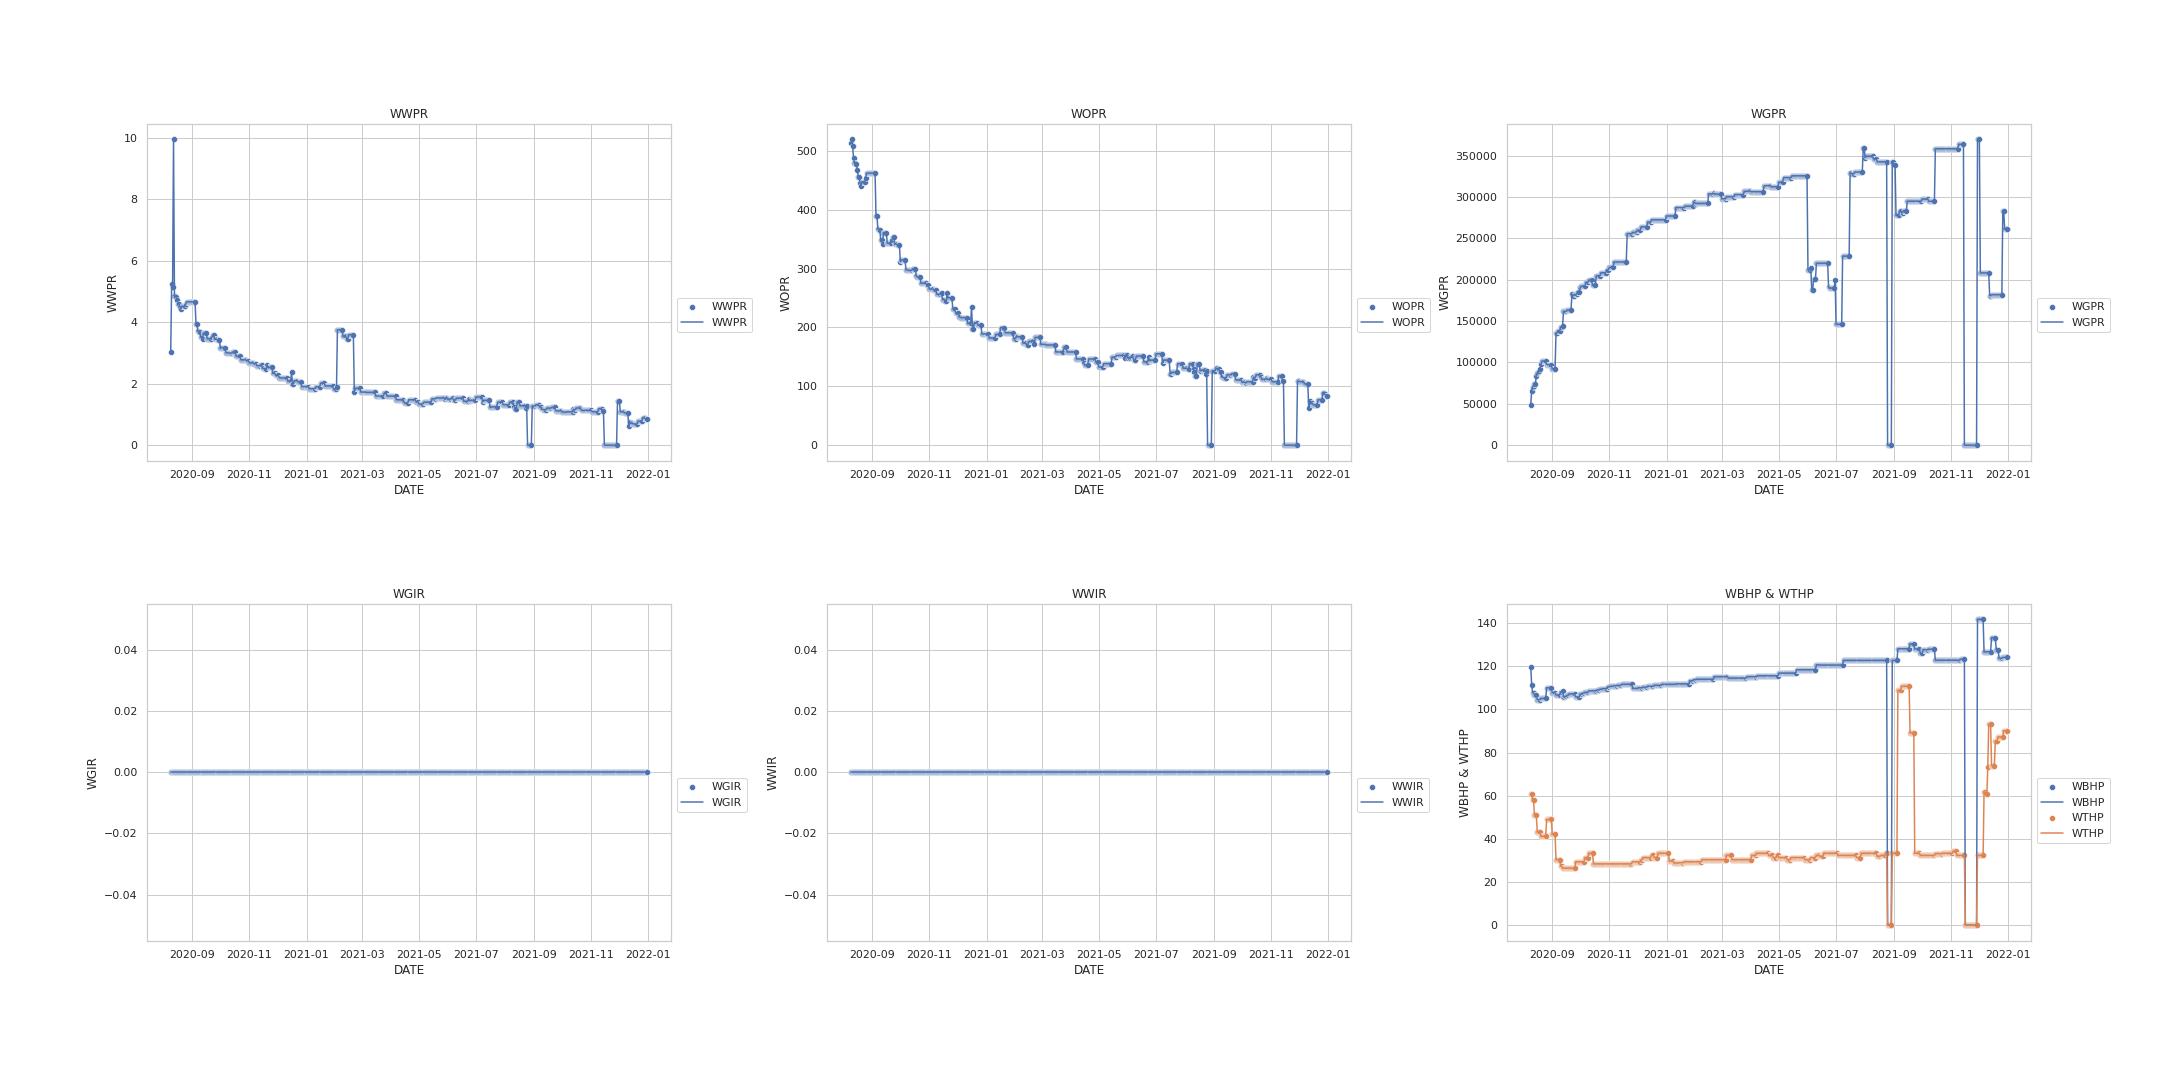 WWPR
10
8
6
4
2
0
WWPR
2020-09 2020-11 2021-01 2021-03 2021-05 2021-07 2021-09 2021-11 2022-01
DATE
WWPR
WWPR
WOPR
500
400
300
200
100
0
WOPR
2020-09 2020-11 2021-01 2021-03 2021-05 2021-07 2021-09 2021-11 2022-01
DATE
WOPR
WOPR
WGPR
350000
300000
250000
200000
150000
100000
50000
0
WGPR
2020-09 2020-11 2021-01 2021-03 2021-05 2021-07 2021-09 2021-11 2022-01
DATE
WGPR
WGPR
WGIR
0.04
0.02
0.00
−0.02
−0.04
WGIR
2020-09 2020-11 2021-01 2021-03 2021-05 2021-07 2021-09 2021-11 2022-01
DATE
WGIR
WGIR
WWIR
0.04
0.02
0.00
−0.02
−0.04
WWIR
2020-09 2020-11 2021-01 2021-03 2021-05 2021-07 2021-09 2021-11 2022-01
DATE
WWIR
WWIR
WBHP & WTHP
140
120
100
80
60
40
20
0
WBHP & WTHP
2020-09 2020-11 2021-01 2021-03 2021-05 2021-07 2021-09 2021-11 2022-01
DATE
WBHP
WBHP
WTHP
WTHP